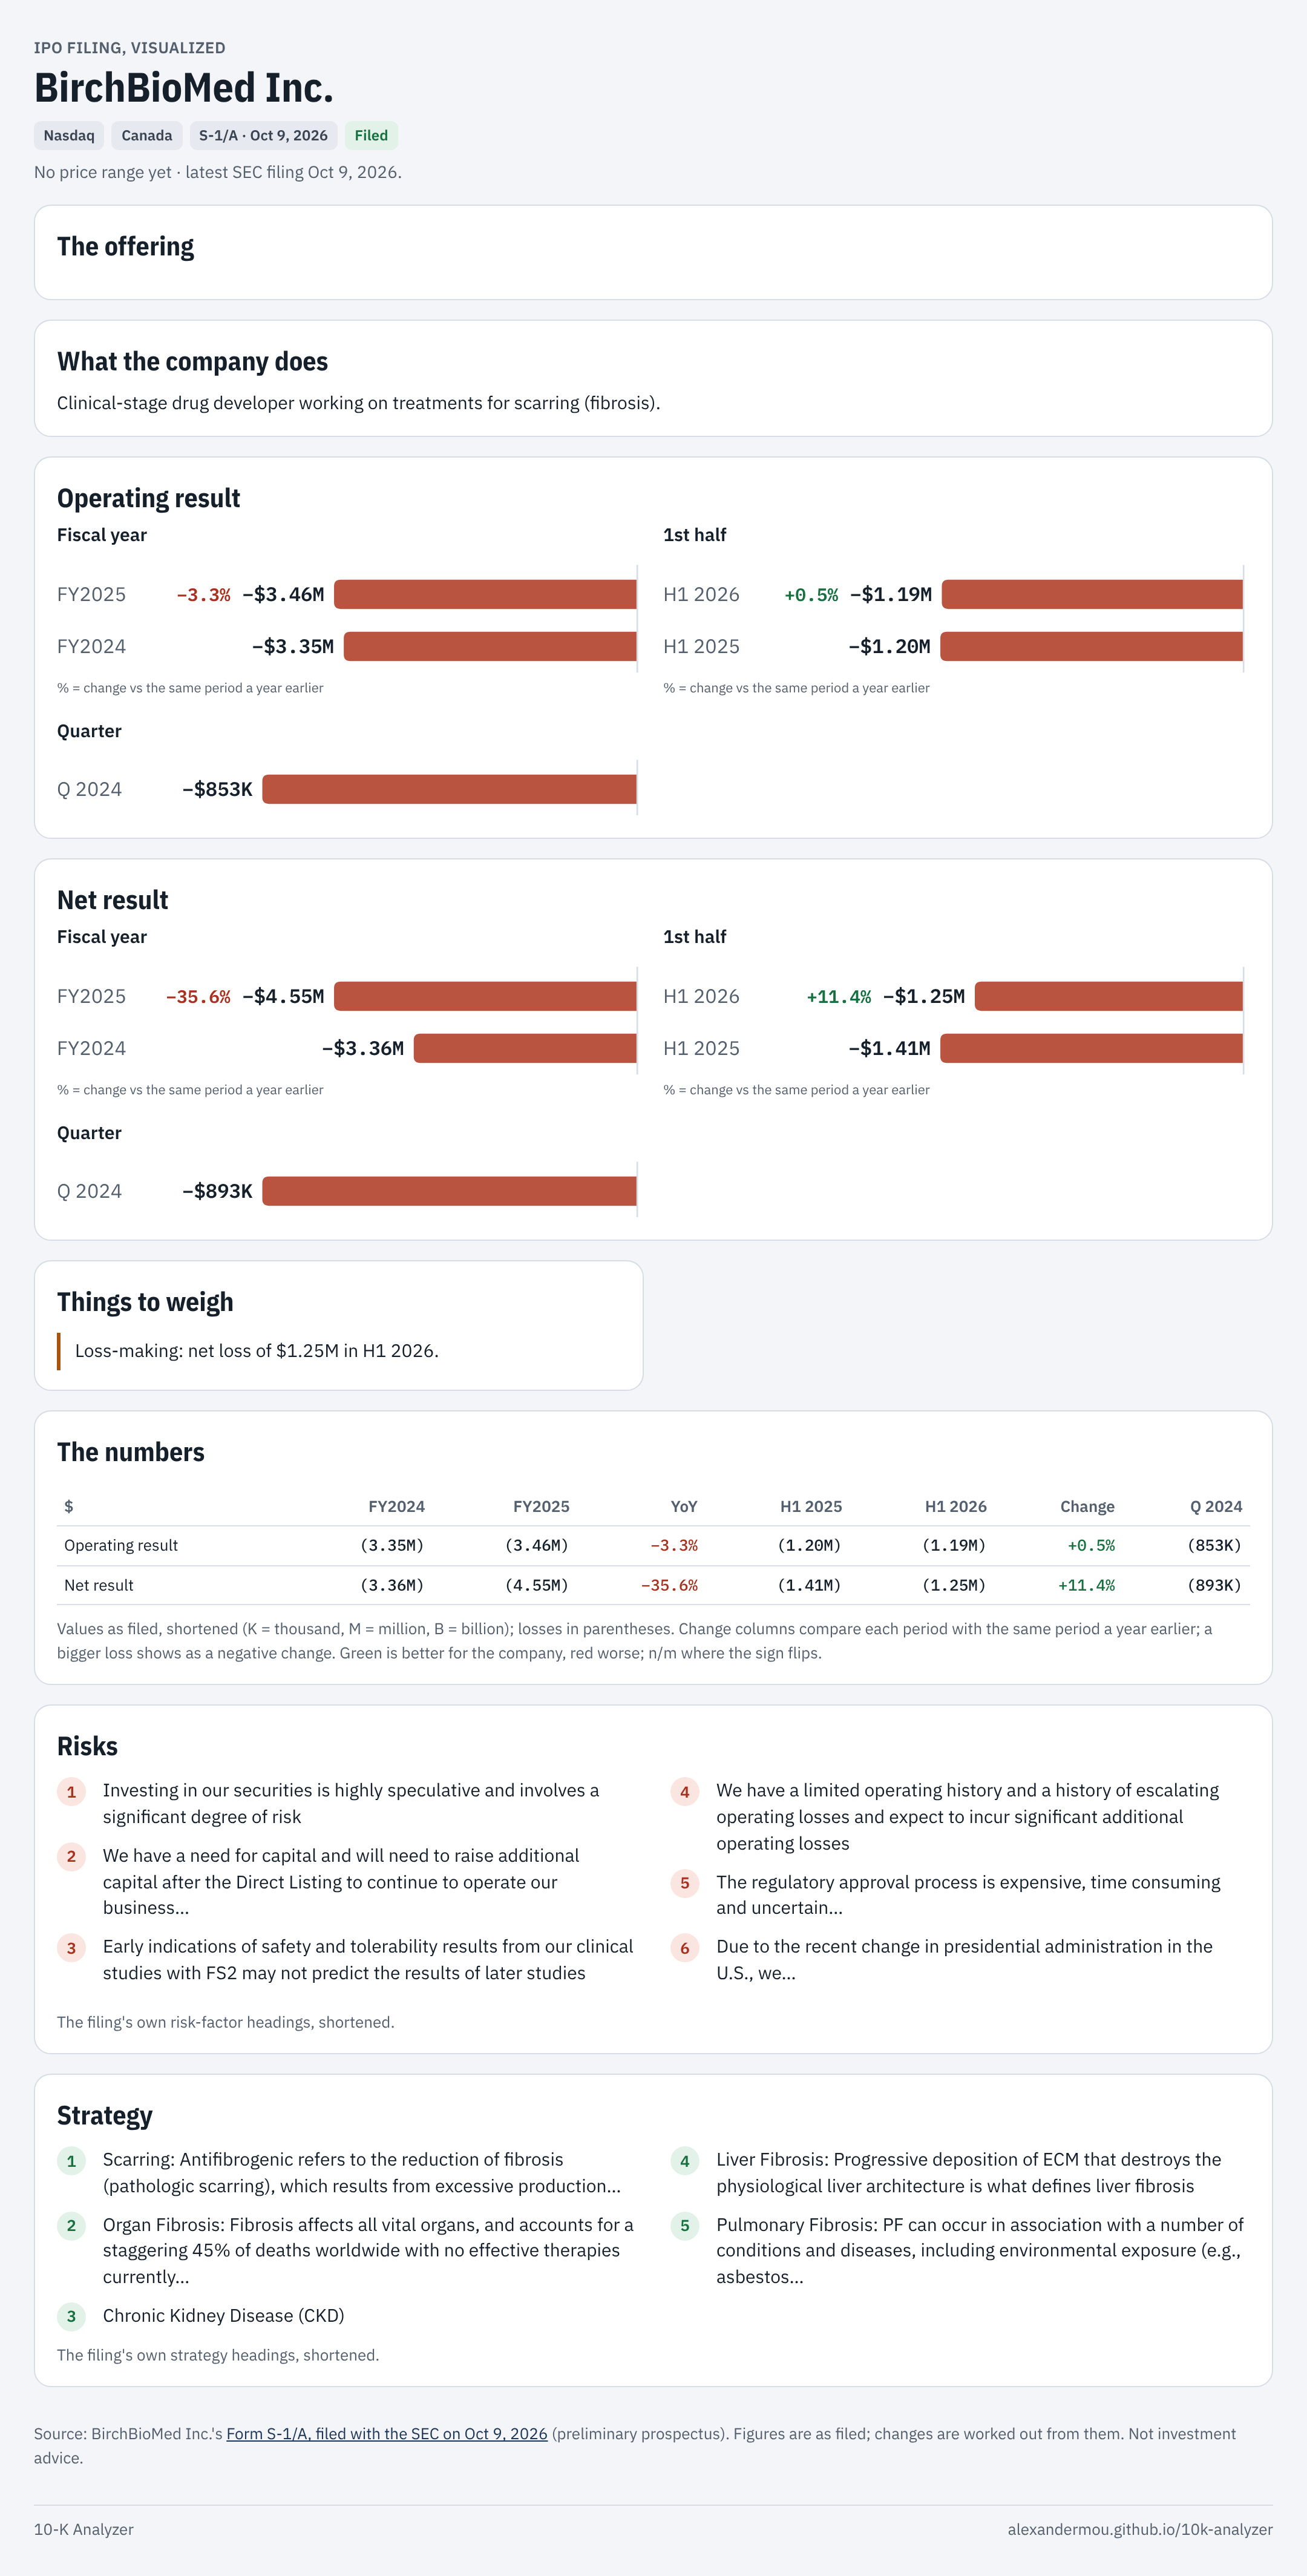 IPO FILING, VISUALIZED
BirchBioMed Inc.
Nasdaq Canada S-1/A · Oct 9, 2026 Filed
No price range yet · latest SEC filing Oct 9, 2026.
The offering
What the company does
Clinical-stage drug developer working on treatments for scarring (fibrosis).
Operating result
Fiscal year
FY2025 −3.3% −$3.46M
FY2024 −$3.35M
% = change vs the same period a year earlier
1st half
H1 2026 +0.5% −$1.19M
H1 2025 −$1.20M
% = change vs the same period a year earlier
Quarter
Q 2024 −$853K
Net result
Fiscal year
FY2025 −35.6% −$4.55M
FY2024 −$3.36M
% = change vs the same period a year earlier
1st half
H1 2026 +11.4% −$1.25M
H1 2025 −$1.41M
% = change vs the same period a year earlier
Quarter
Q 2024 −$893K
Things to weigh
Loss-making: net loss of $1.25M in H1 2026.
The numbers
$ FY2024 FY2025 YoY H1 2025 H1 2026 Change Q 2024
Operating result (3.35M) (3.46M) −3.3% (1.20M) (1.19M) +0.5% (853K)
Net result (3.36M) (4.55M) −35.6% (1.41M) (1.25M) +11.4% (893K)
Values as filed, shortened (K = thousand, M = million, B = billion); losses in parentheses. Change columns compare each period with the same period a year earlier; a
bigger loss shows as a negative change. Green is better for the company, red worse; n/m where the sign flips.
Risks
1 Investing in our securities is highly speculative and involves a
significant degree of risk
2 We have a need for capital and will need to raise additional
capital after the Direct Listing to continue to operate our
business…
3 Early indications of safety and tolerability results from our clinical
studies with FS2 may not predict the results of later studies
4 We have a limited operating history and a history of escalating
operating losses and expect to incur significant additional
operating losses
5 The regulatory approval process is expensive, time consuming
and uncertain…
6 Due to the recent change in presidential administration in the
U.S., we…
The filing's own risk-factor headings, shortened.
Strategy
1 Scarring: Antifibrogenic refers to the reduction of fibrosis
(pathologic scarring), which results from excessive production…
2 Organ Fibrosis: Fibrosis affects all vital organs, and accounts for a
staggering 45% of deaths worldwide with no effective therapies
currently…
3 Chronic Kidney Disease (CKD)
4 Liver Fibrosis: Progressive deposition of ECM that destroys the
physiological liver architecture is what defines liver fibrosis
5 Pulmonary Fibrosis: PF can occur in association with a number of
conditions and diseases, including environmental exposure (e.g.,
asbestos…
The filing's own strategy headings, shortened.
Source: BirchBioMed Inc.'s Form S-1/A, filed with the SEC on Oct 9, 2026 (preliminary prospectus). Figures are as filed; changes are worked out from them. Not investment
advice.
10-K Analyzer
alexandermou.github.io/10k-analyzer